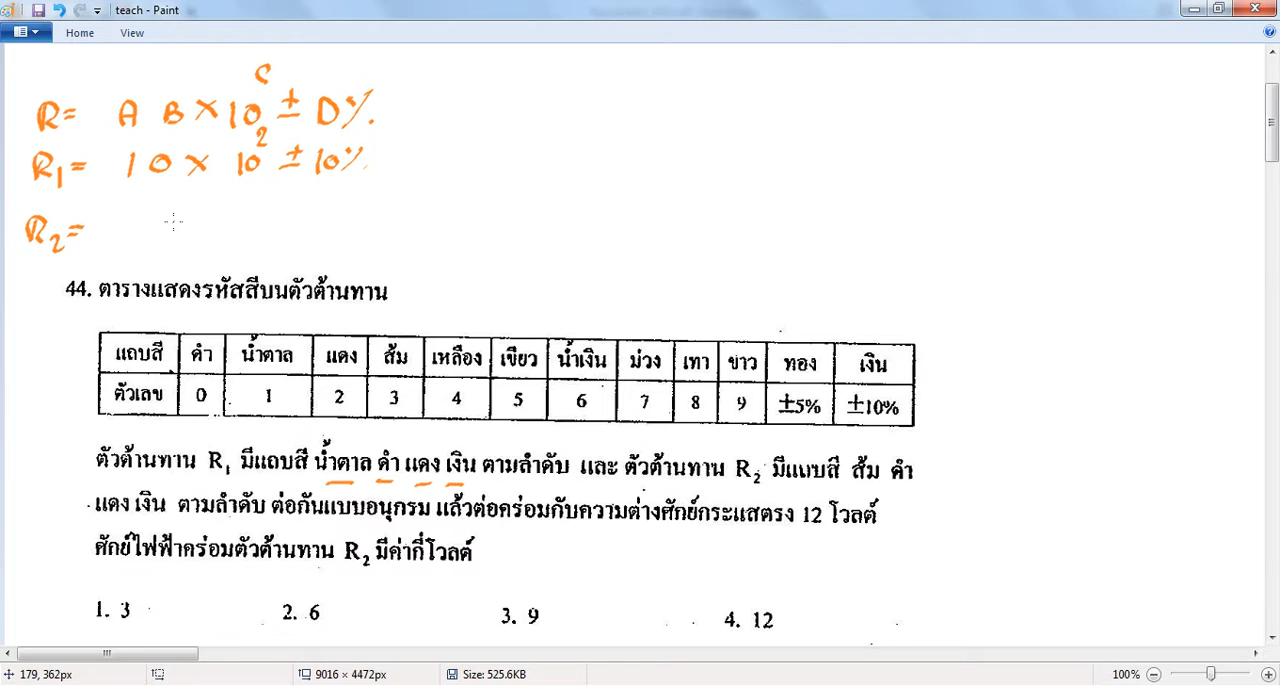 teach - Paint
Home View
C
R= A B × 10 ± D%
2
R1= 10 × 10 ± 10%
R2=
44. ตารางแสดงรหัสสีบนตัวต้านทาน
แถบสี ดำ น้ำตาล แดง ส้ม เหลือง เขียว น้ำเงิน ม่วง เทา ขาว ทอง เงิน
ตัวเลข 0 1 2 3 4 5 6 7 8 9 ±5% ±10%
ตัวต้านทาน R1 มีแถบสี น้ำตาล ดำ แดง เงิน ตามลำดับ และ ตัวต้านทาน R2 มีแถบสี ส้ม ดำ
แดง เงิน ตามลำดับ ต่อกันแบบอนุกรม แล้วต่อคร่อมกับความต่างศักย์กระแสตรง 12 โวลต์
ศักย์ไฟฟ้าคร่อมตัวต้านทาน R2 มีค่ากี่โวลต์
1. 3 2. 6 3. 9 4. 12
179, 362px 9016 × 4472px Size: 525.6KB 100%